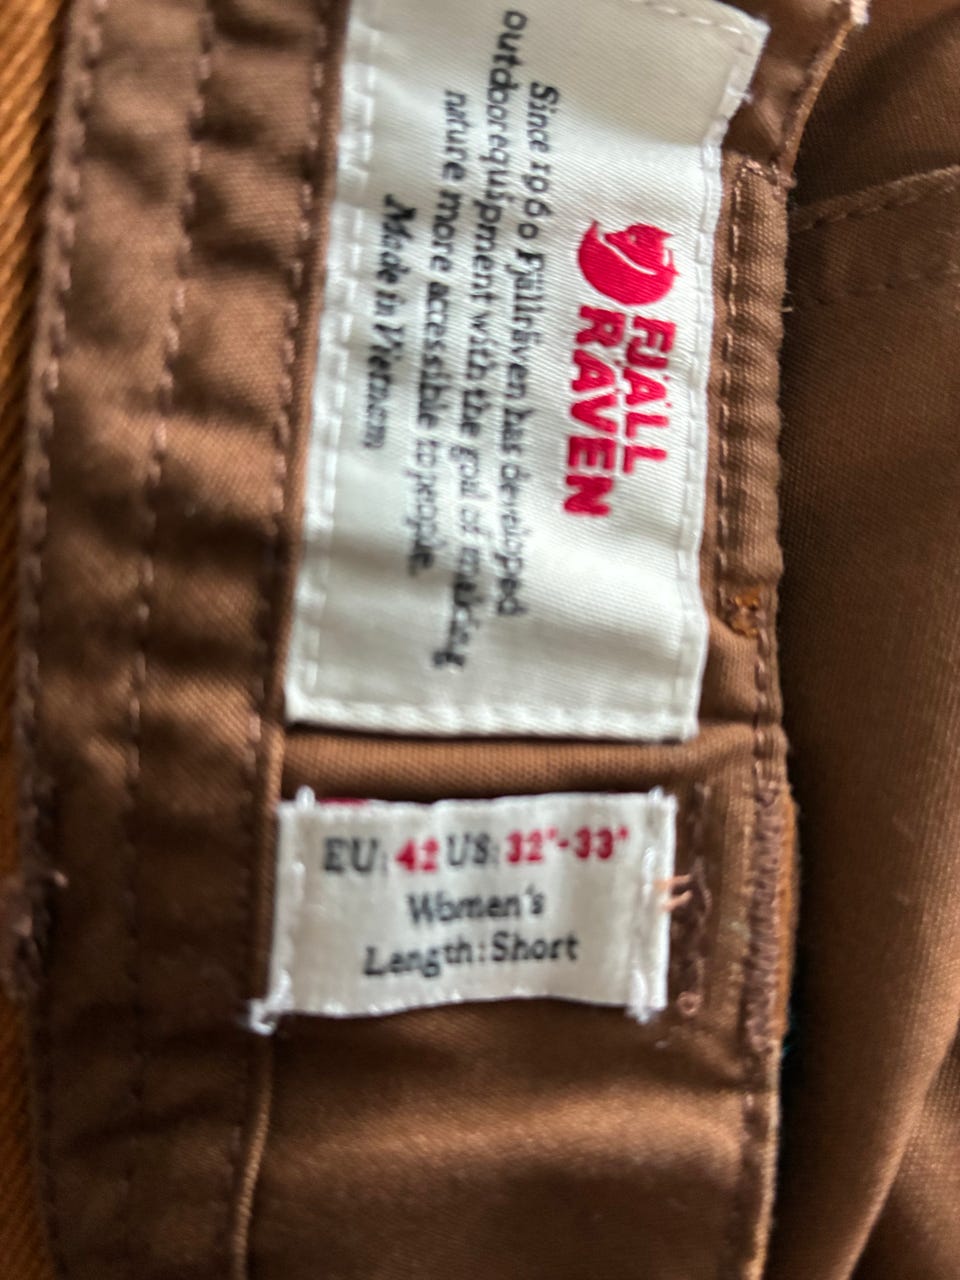 FJÄLL
RÄVEN
Since 1960 Fjällräven has developed
outdoor equipment with the goal of making
nature more accessible to people.
Made in Vietnam
EU: 42 US: 32"-33"
Women's
Length: Short